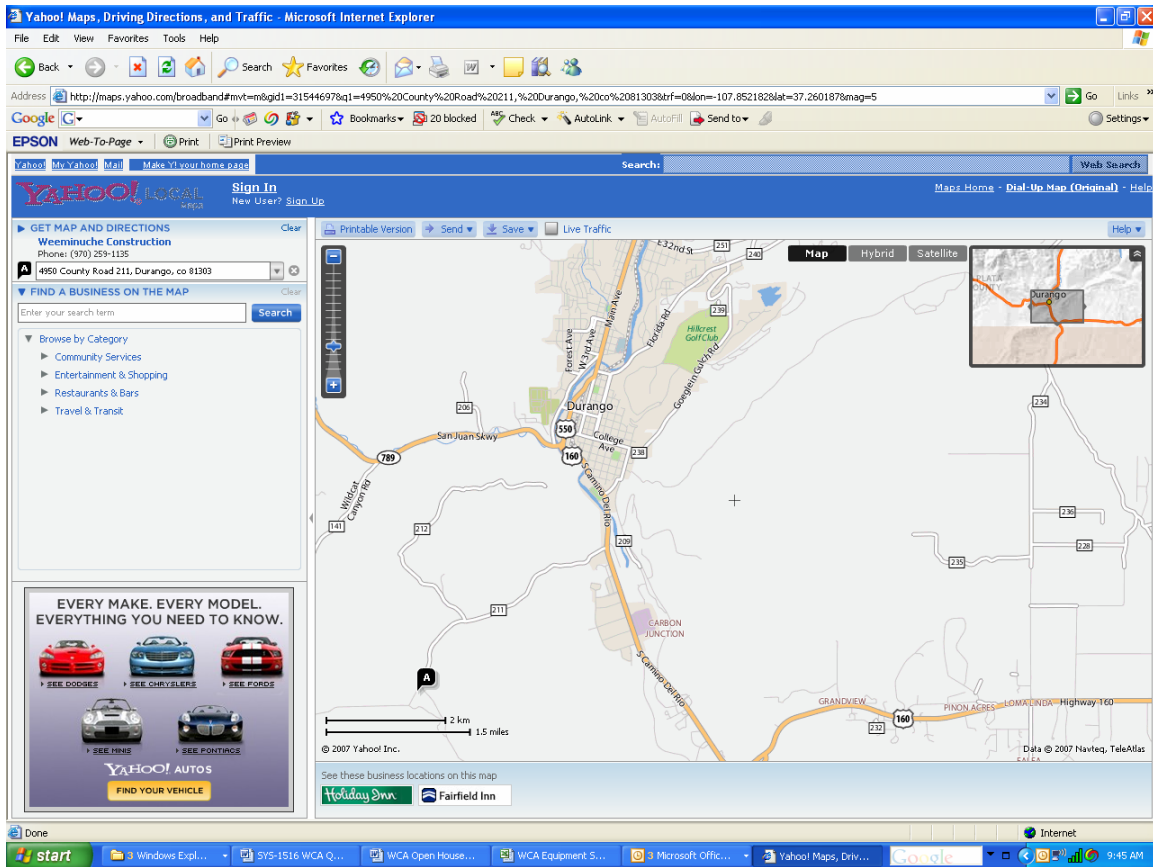 Yahoo! Maps, Driving Directions, and Traffic - Microsoft Internet Explorer
File Edit View Favorites Tools Help
Back Search Favorites
Address http://maps.yahoo.com/broadband#mvt=m&gid1=31544697&q1=4950%20County%20Road%20211,%20Durango,%20co%2081303&trf=0&lon=-107.852182&lat=37.260187&mag=5 Go Links »
Google G Go Bookmarks 20 blocked ABC Check AutoLink AutoFill Send to Settings
EPSON Web-To-Page Print Print Preview
Yahoo! My Yahoo! Mail Make Y! your home page Search: Web Search
YAHOO! LOCAL Maps
Sign In
New User? Sign Up
Maps Home - Dial-Up Map (Original) - Help
GET MAP AND DIRECTIONS Clear
Weeminuche Construction
Phone: (970) 259-1135
A 4950 County Road 211, Durango, co 81303
FIND A BUSINESS ON THE MAP Clear
Enter your search term Search
Browse by Category
Community Services
Entertainment & Shopping
Restaurants & Bars
Travel & Transit
EVERY MAKE. EVERY MODEL.
EVERYTHING YOU NEED TO KNOW.
SEE DODGES SEE CHRYSLERS SEE FORDS
SEE MINIS SEE PONTIACS
YAHOO! AUTOS
FIND YOUR VEHICLE
Printable Version Send Save Live Traffic Help
Map Hybrid Satellite
E 32nd St
251
240
PLATA
COUNTY
Durango
Main Ave
Florida Rd
239
Hillcrest
Golf Club
Forest Ave
W 3rd Ave
Goeglein Gulch Rd
206
Durango
234
550
College
Ave
San Juan Skwy
160
238
789
S Camino Del Rio
Wildcat
Canyon Rd
141
212
209
236
228
235
211
CARBON
JUNCTION
A
S Camino Del Rio
GRANDVIEW
PINON ACRES
LOMA LINDA
Highway 160
160
232
2 km
1.5 miles
© 2007 Yahoo! Inc.
Data © 2007 Navteq, TeleAtlas
See these business locations on this map
Holiday Inn Fairfield Inn
Done Internet
start 3 Windows Expl... SYS-1516 WCA Q... WCA Open House... WCA Equipment S... 3 Microsoft Offic... Yahoo! Maps, Driv... Google 9:45 AM